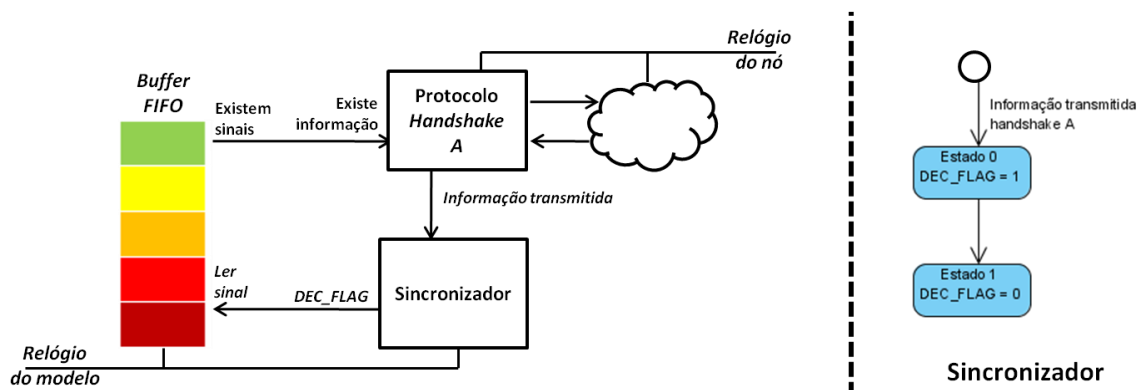 Buffer
FIFO
Existem
sinais
Existe
informação
Protocolo
Handshake
A
Relógio
do nó
Informação transmitida
Ler
sinal
DEC_FLAG
Sincronizador
Relógio
do modelo
Informação transmitida
handshake A
Estado 0
DEC_FLAG = 1
Estado 1
DEC_FLAG = 0
Sincronizador